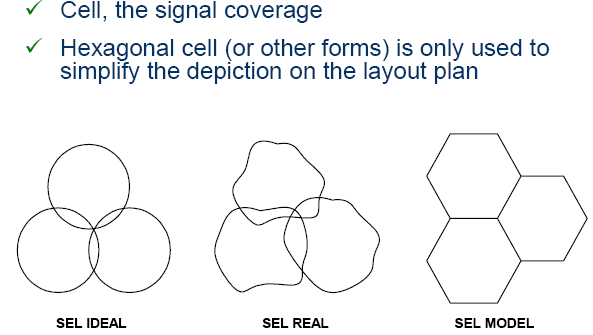 Cell, the signal coverage
Hexagonal cell (or other forms) is only used to
simplify the depiction on the layout plan
SEL IDEAL
SEL REAL
SEL MODEL